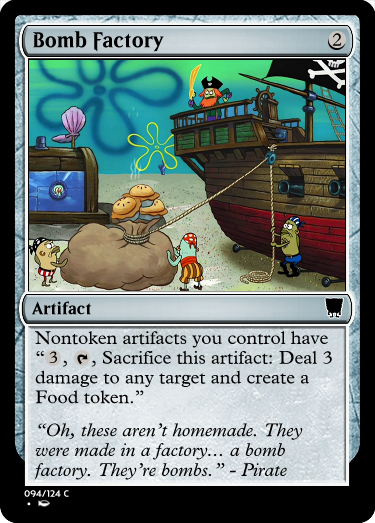 Bomb Factory 2
Artifact
Nontoken artifacts you control have
“3, , Sacrifice this artifact: Deal 3
damage to any target and create a
Food token.”
“Oh, these aren't homemade. They
were made in a factory... a bomb
factory. They're bombs.” - Pirate
094/124 C